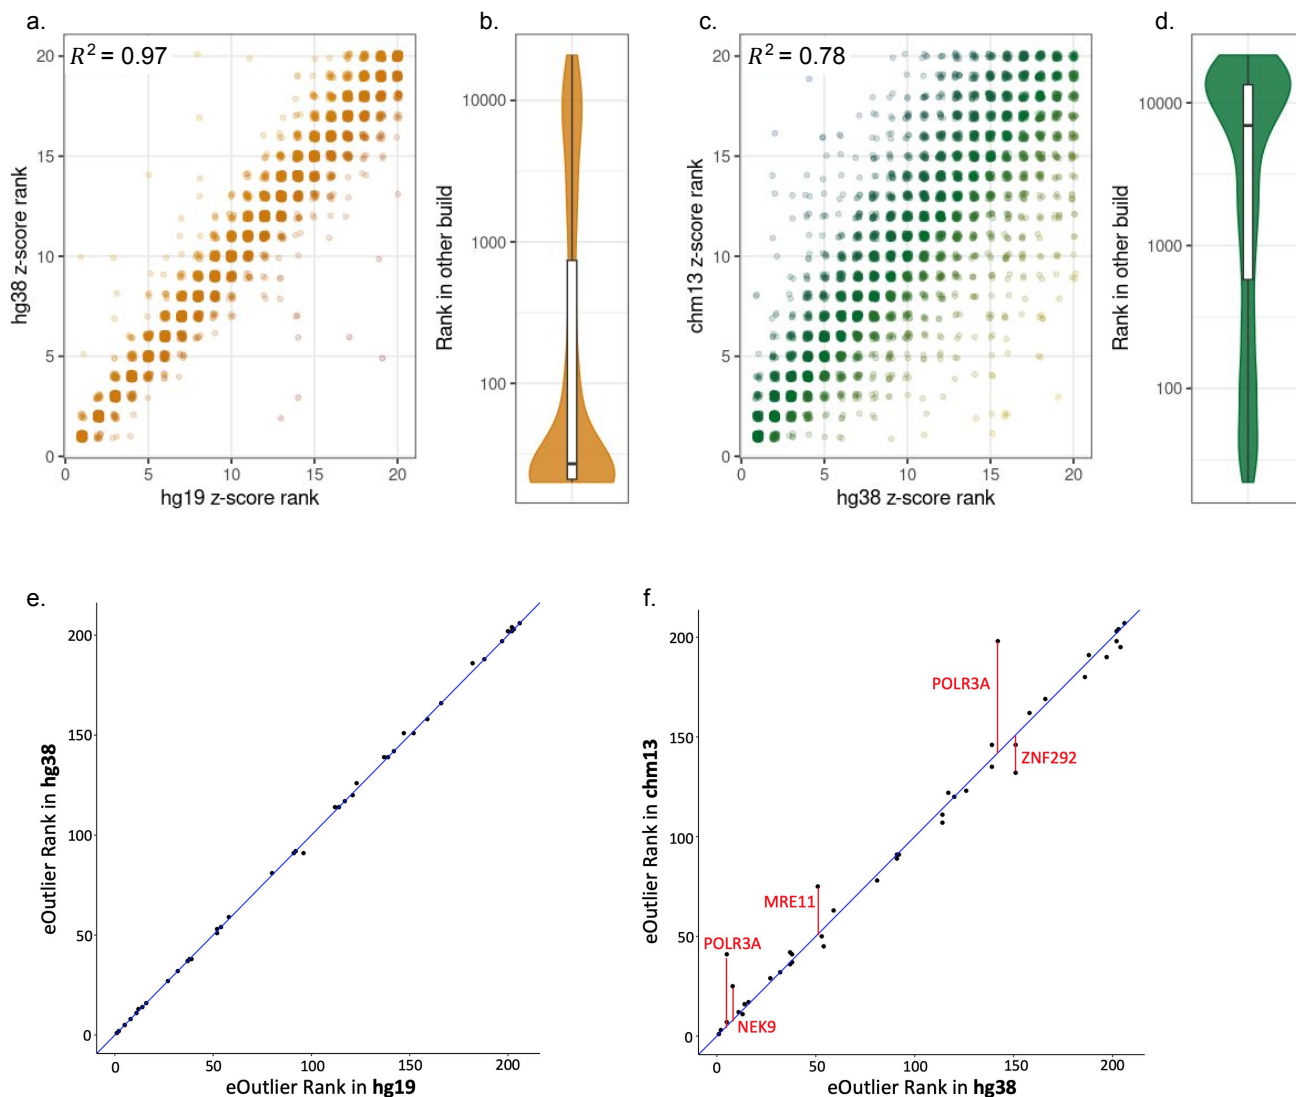 a.
R² = 0.97
20
15
10
5
0
hg38 z-score rank
0 5 10 15 20
hg19 z-score rank
b.
10000
1000
100
Rank in other build
c.
R² = 0.78
20
15
10
5
0
chm13 z-score rank
0 5 10 15 20
hg38 z-score rank
d.
10000
1000
100
Rank in other build
e.
200
150
100
50
0
eOutlier Rank in hg38
0 50 100 150 200
eOutlier Rank in hg19
f.
200
150
100
50
0
eOutlier Rank in chm13
POLR3A
ZNF292
MRE11
POLR3A
NEK9
0 50 100 150 200
eOutlier Rank in hg38